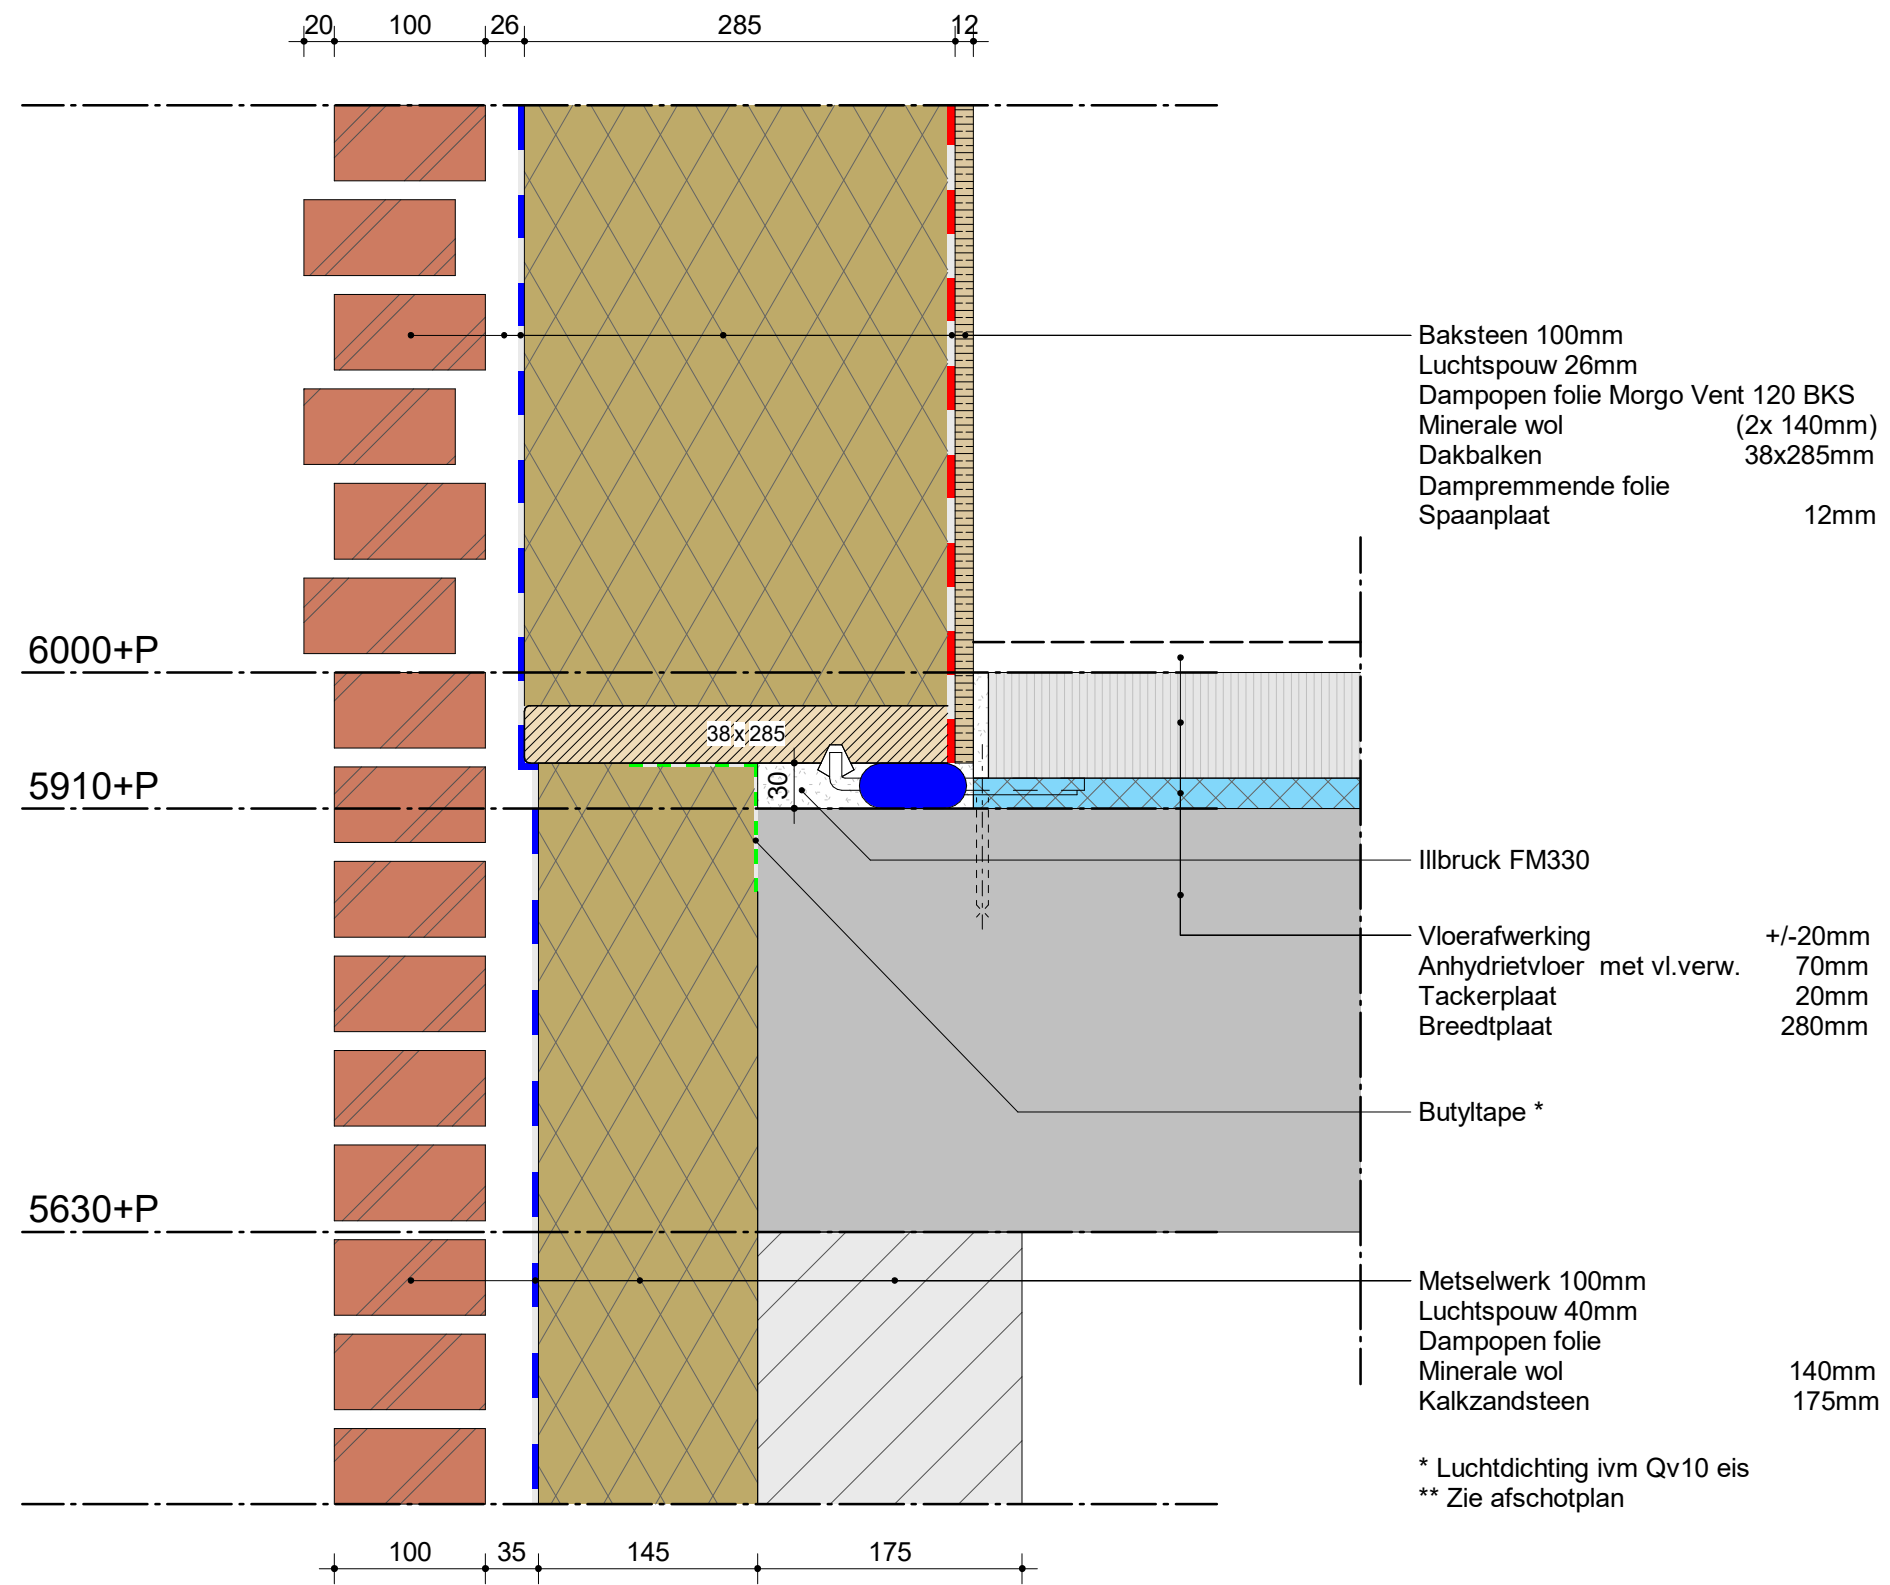 20 100 26 285 12
Baksteen 100mm
Luchtspouw 26mm
Dampopen folie Morgo Vent 120 BKS
Minerale wol (2x 140mm)
Dakbalken 38x285mm
Dampremmende folie
Spaanplaat 12mm
6000+P
38 x 285
30
5910+P
Illbruck FM330
Vloerafwerking +/-20mm
Anhydrietvloer met vl.verw. 70mm
Tackerplaat 20mm
Breedtplaat 280mm
Butyltape *
5630+P
Metselwerk 100mm
Luchtspouw 40mm
Dampopen folie
Minerale wol 140mm
Kalkzandsteen 175mm
* Luchtdichting ivm Qv10 eis
** Zie afschotplan
100 35 145 175